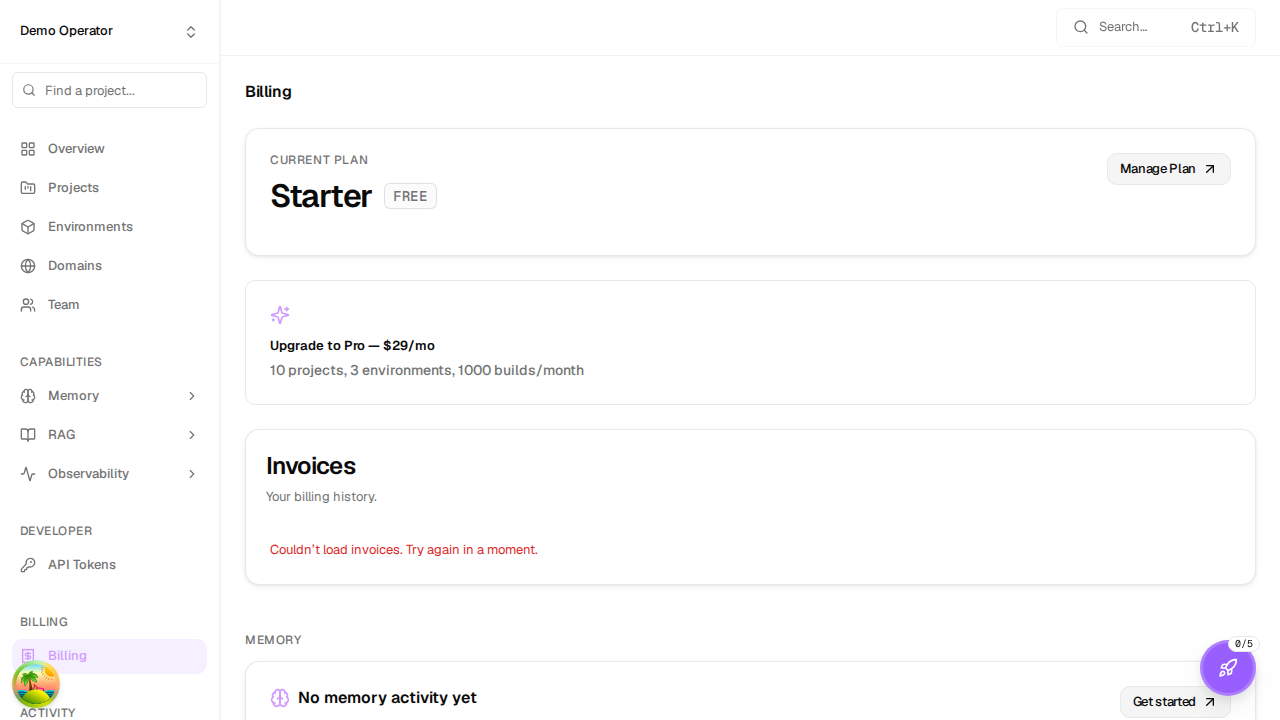 Demo Operator
Find a project...
Overview
Projects
Environments
Domains
Team
CAPABILITIES
Memory
RAG
Observability
DEVELOPER
API Tokens
BILLING
Billing
ACTIVITY
Search...
Ctrl+K
Billing
CURRENT PLAN
Starter FREE
Manage Plan
Upgrade to Pro — $29/mo
10 projects, 3 environments, 1000 builds/month
Invoices
Your billing history.
Couldn't load invoices. Try again in a moment.
MEMORY
No memory activity yet
Get started
0/5